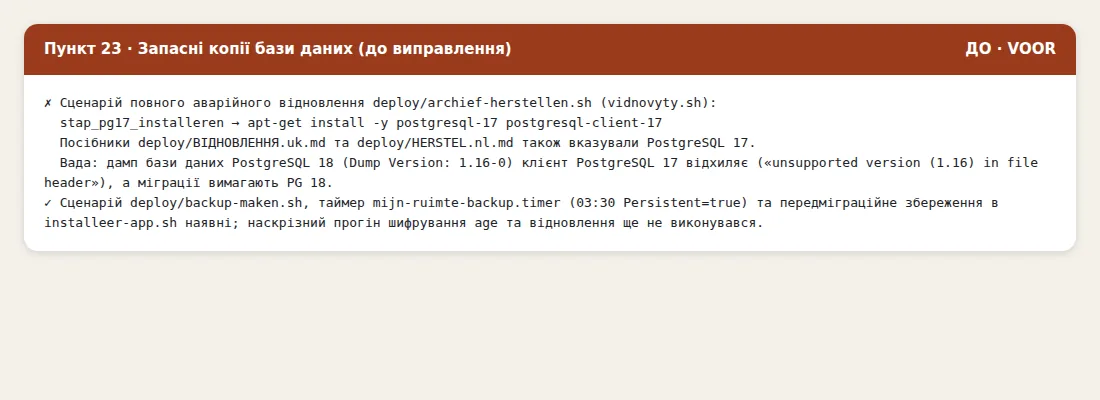 Пункт 23 · Запасні копії бази даних (до виправлення)
ДО · VOOR
✗ Сценарій повного аварійного відновлення deploy/archief-herstellen.sh (vidnovyty.sh):
stap_pg17_installeren → apt-get install -y postgresql-17 postgresql-client-17
Посібники deploy/ВІДНОВЛЕННЯ.uk.md та deploy/HERSTEL.nl.md також вказували PostgreSQL 17.
Вада: дамп бази даних PostgreSQL 18 (Dump Version: 1.16-0) клієнт PostgreSQL 17 відхиляє («unsupported version (1.16) in file
header»), а міграції вимагають PG 18.
✓ Сценарій deploy/backup-maken.sh, таймер mijn-ruimte-backup.timer (03:30 Persistent=true) та передміграційне збереження в
installeer-app.sh наявні; наскрізний прогін шифрування age та відновлення ще не виконувався.